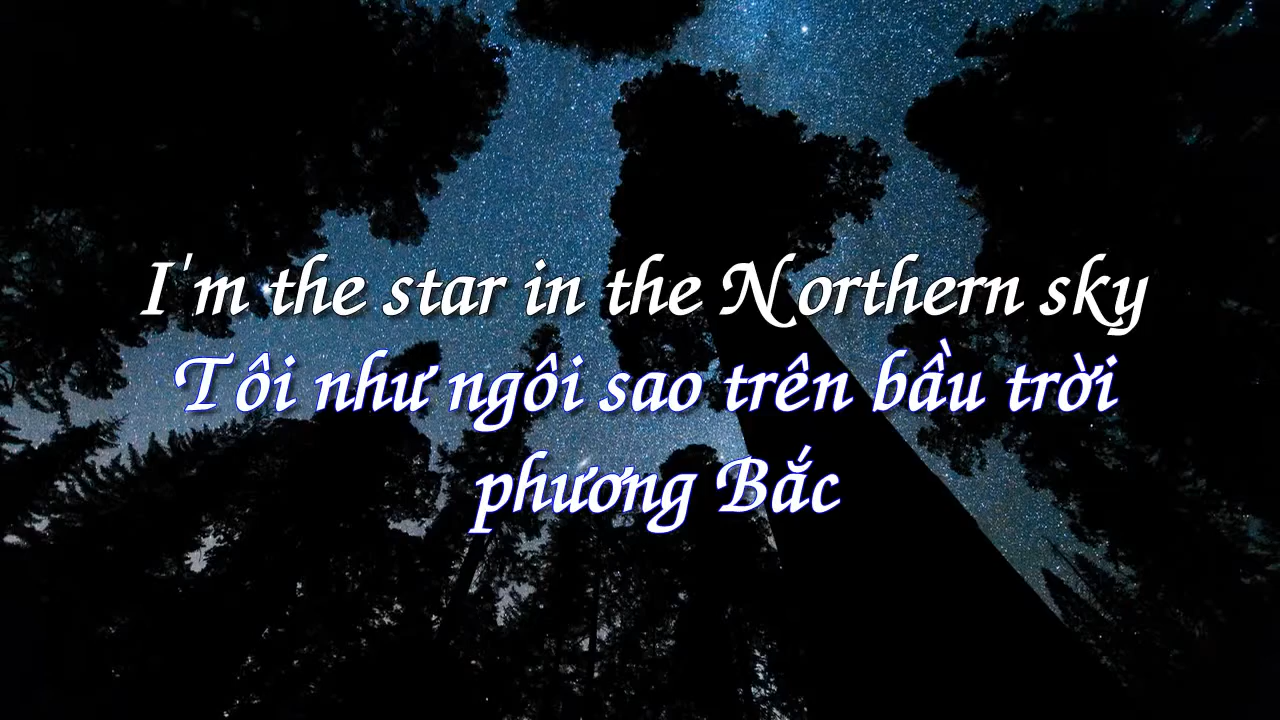 I'm the star in the Northern sky
Tôi như ngôi sao trên bầu trời
phương Bắc